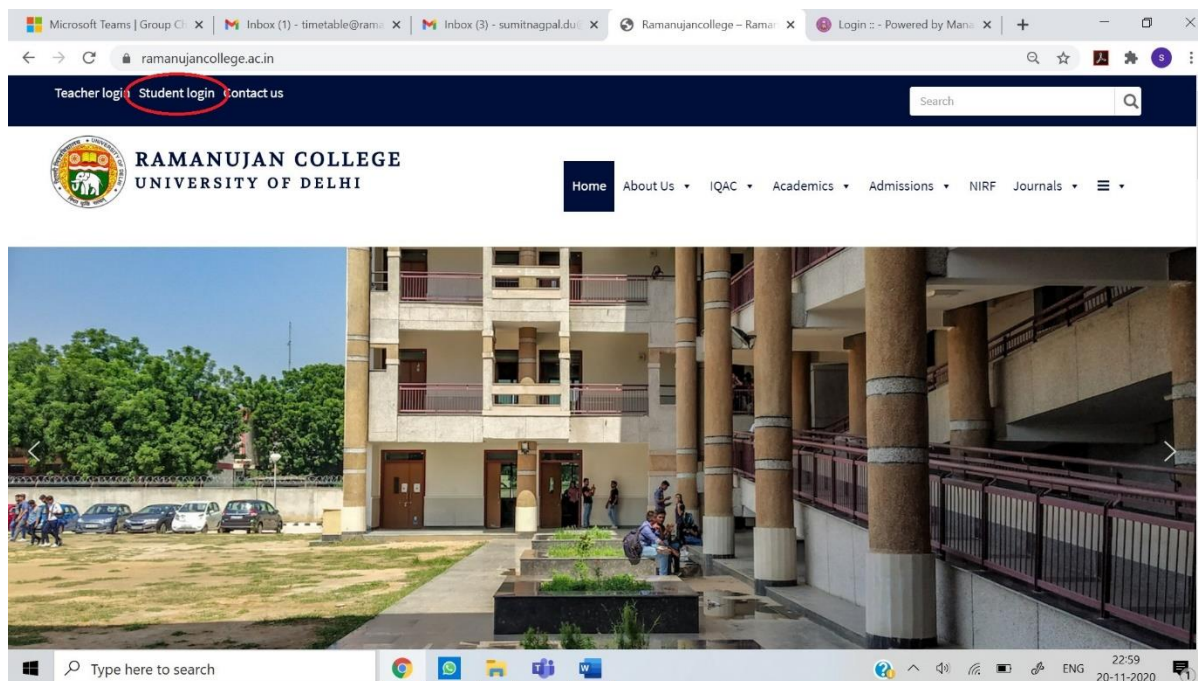 Microsoft Teams | Group Ch
Inbox (1) - timetable@rama
Inbox (3) - sumitnagpal.du@
Ramanujancollege – Raman
Login :: - Powered by Mana
ramanujancollege.ac.in
S
Teacher login Student login Contact us
Search
RAMANUJAN COLLEGE
UNIVERSITY OF DELHI
Home About Us IQAC Academics Admissions NIRF Journals
Type here to search
ENG
22:59
20-11-2020
1